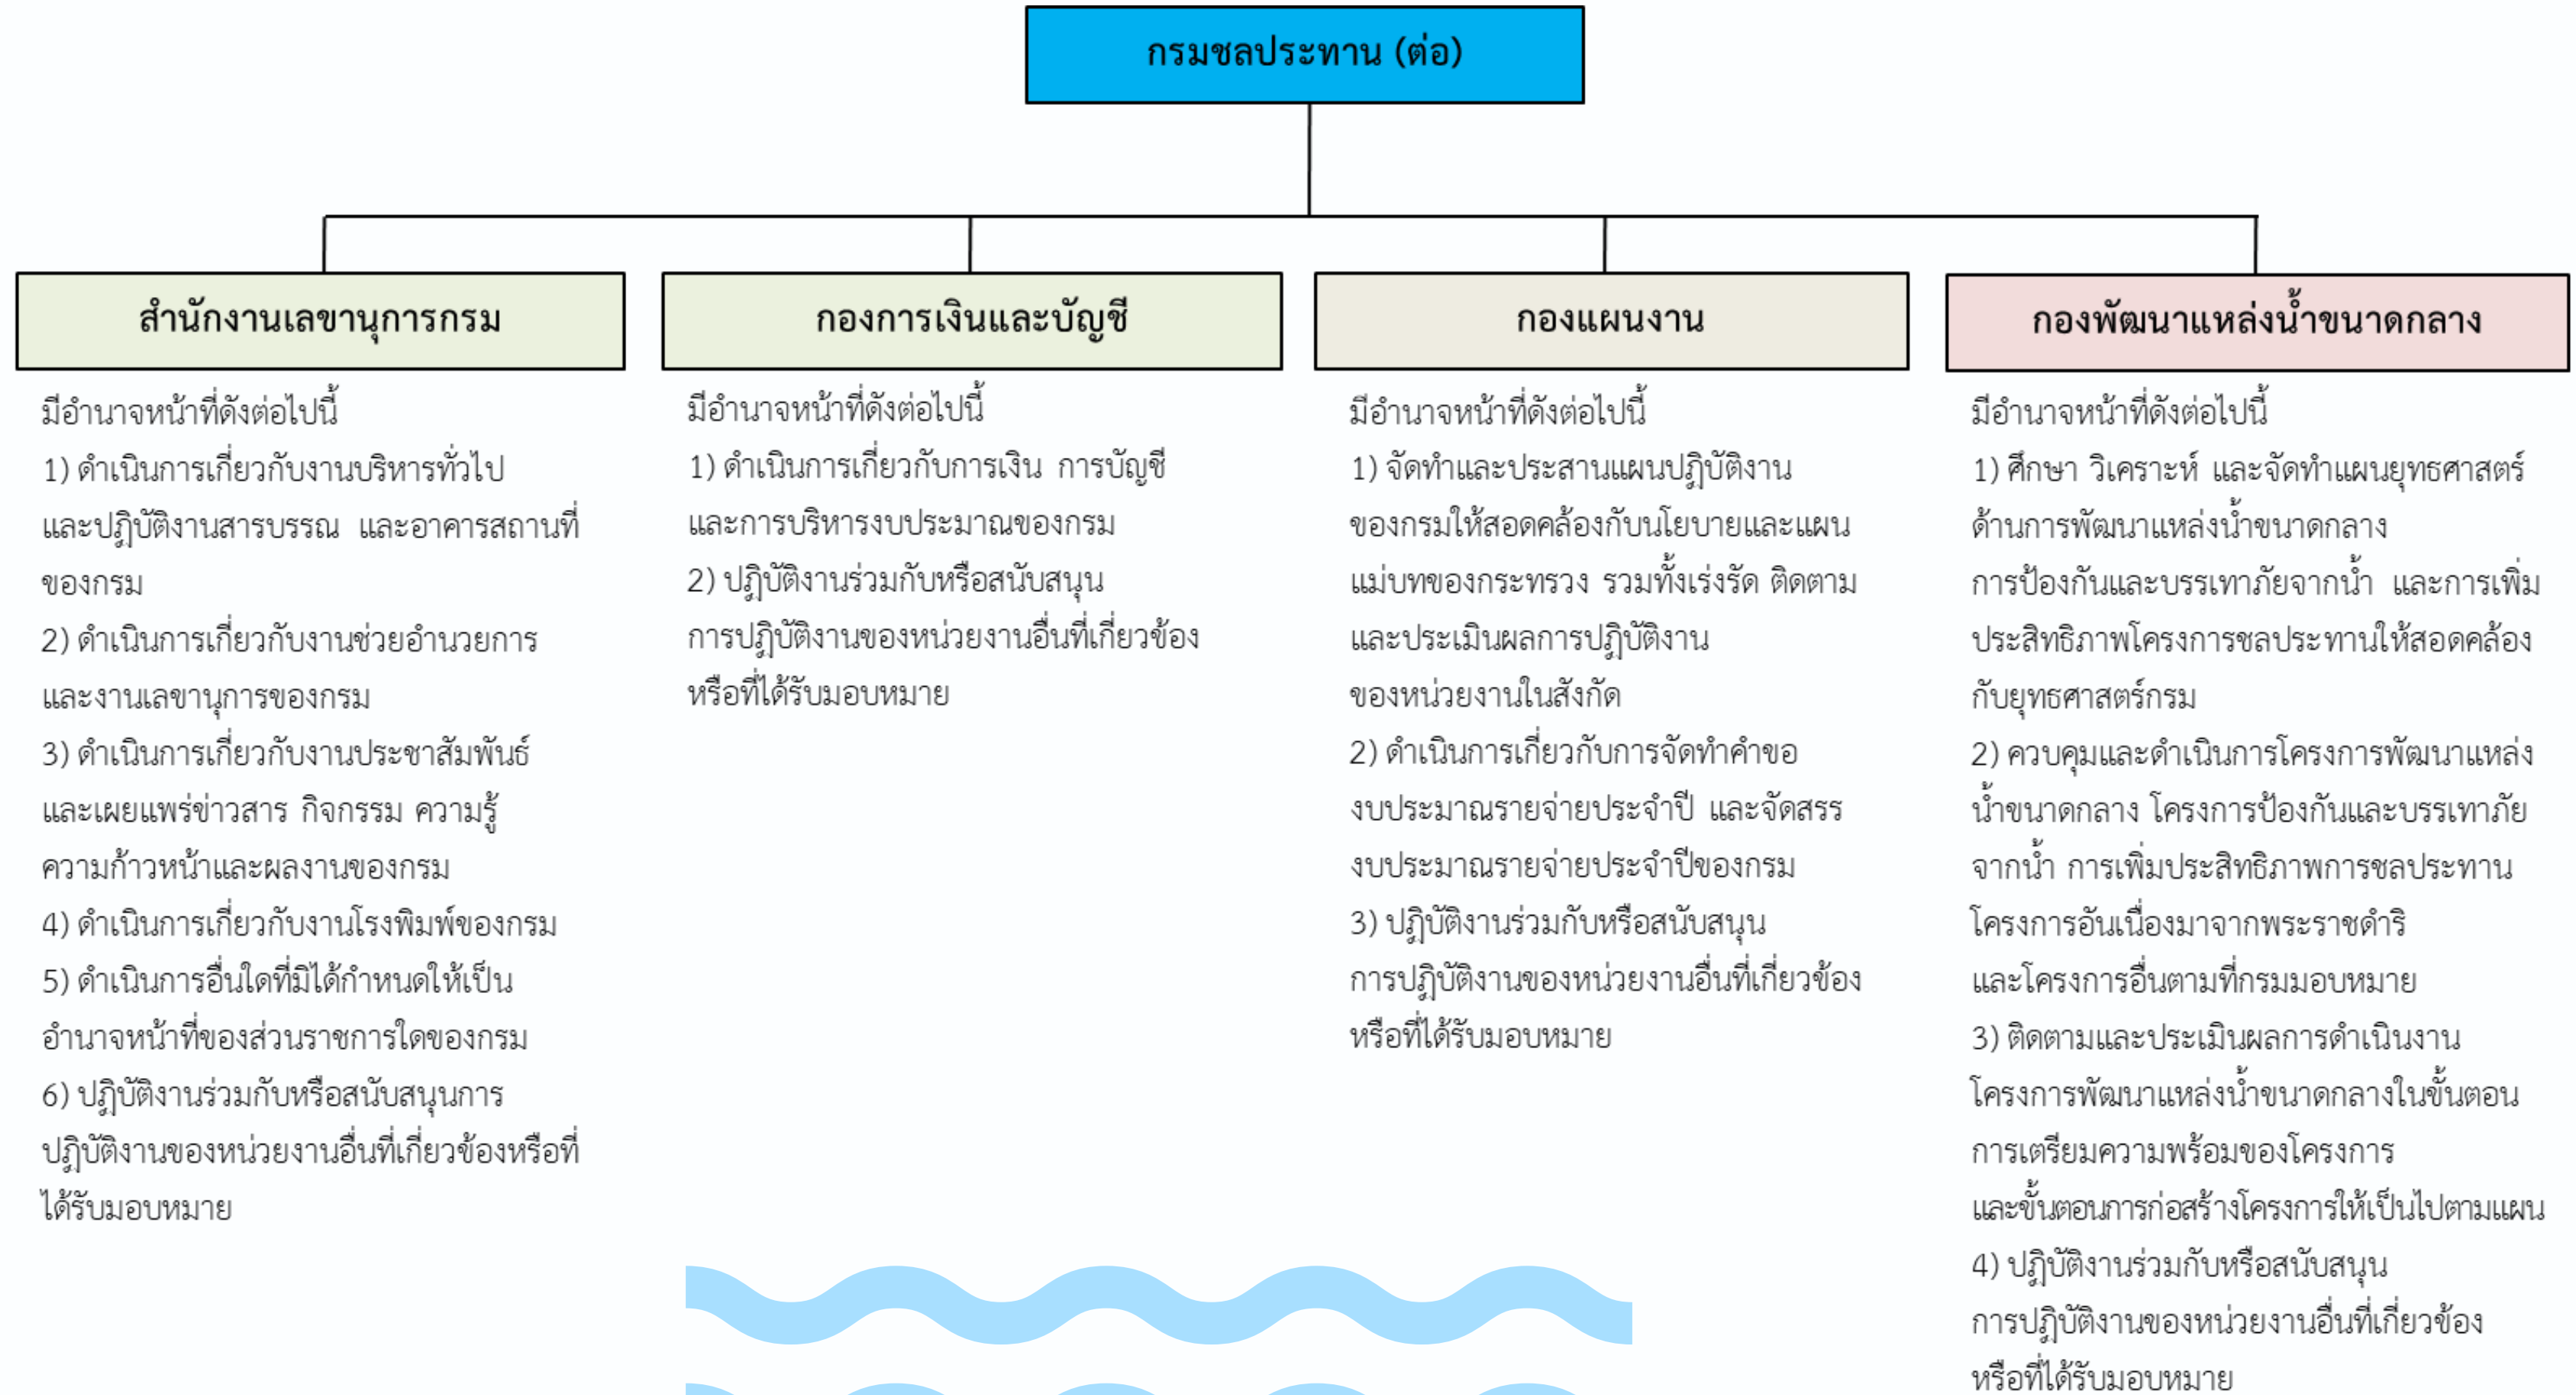 กรมชลประทาน (ต่อ)
สำนักงานเลขานุการกรม
มีอำนาจหน้าที่ดังต่อไปนี้
1) ดำเนินการเกี่ยวกับงานบริหารทั่วไป
และปฏิบัติงานสารบรรณ และอาคารสถานที่
ของกรม
2) ดำเนินการเกี่ยวกับงานช่วยอำนวยการ
และงานเลขานุการของกรม
3) ดำเนินการเกี่ยวกับงานประชาสัมพันธ์
และเผยแพร่ข่าวสาร กิจกรรม ความรู้
ความก้าวหน้าและผลงานของกรม
4) ดำเนินการเกี่ยวกับงานโรงพิมพ์ของกรม
5) ดำเนินการอื่นใดที่มิได้กำหนดให้เป็น
อำนาจหน้าที่ของส่วนราชการใดของกรม
6) ปฏิบัติงานร่วมกับหรือสนับสนุนการ
ปฏิบัติงานของหน่วยงานอื่นที่เกี่ยวข้องหรือที่
ได้รับมอบหมาย
กองการเงินและบัญชี
มีอำนาจหน้าที่ดังต่อไปนี้
1) ดำเนินการเกี่ยวกับการเงิน การบัญชี
และการบริหารงบประมาณของกรม
2) ปฏิบัติงานร่วมกับหรือสนับสนุน
การปฏิบัติงานของหน่วยงานอื่นที่เกี่ยวข้อง
หรือที่ได้รับมอบหมาย
กองแผนงาน
มีอำนาจหน้าที่ดังต่อไปนี้
1) จัดทำและประสานแผนปฏิบัติงาน
ของกรมให้สอดคล้องกับนโยบายและแผน
แม่บทของกระทรวง รวมทั้งเร่งรัด ติดตาม
และประเมินผลการปฏิบัติงาน
ของหน่วยงานในสังกัด
2) ดำเนินการเกี่ยวกับการจัดทำคำขอ
งบประมาณรายจ่ายประจำปี และจัดสรร
งบประมาณรายจ่ายประจำปีของกรม
3) ปฏิบัติงานร่วมกับหรือสนับสนุน
การปฏิบัติงานของหน่วยงานอื่นที่เกี่ยวข้อง
หรือที่ได้รับมอบหมาย
กองพัฒนาแหล่งน้ำขนาดกลาง
มีอำนาจหน้าที่ดังต่อไปนี้
1) ศึกษา วิเคราะห์ และจัดทำแผนยุทธศาสตร์
ด้านการพัฒนาแหล่งน้ำขนาดกลาง
การป้องกันและบรรเทาภัยจากน้ำ และการเพิ่ม
ประสิทธิภาพโครงการชลประทานให้สอดคล้อง
กับยุทธศาสตร์กรม
2) ควบคุมและดำเนินการโครงการพัฒนาแหล่ง
น้ำขนาดกลาง โครงการป้องกันและบรรเทาภัย
จากน้ำ การเพิ่มประสิทธิภาพการชลประทาน
โครงการอันเนื่องมาจากพระราชดำริ
และโครงการอื่นตามที่กรมมอบหมาย
3) ติดตามและประเมินผลการดำเนินงาน
โครงการพัฒนาแหล่งน้ำขนาดกลางในขั้นตอน
การเตรียมความพร้อมของโครงการ
และขั้นตอนการก่อสร้างโครงการให้เป็นไปตามแผน
4) ปฏิบัติงานร่วมกับหรือสนับสนุน
การปฏิบัติงานของหน่วยงานอื่นที่เกี่ยวข้อง
หรือที่ได้รับมอบหมาย